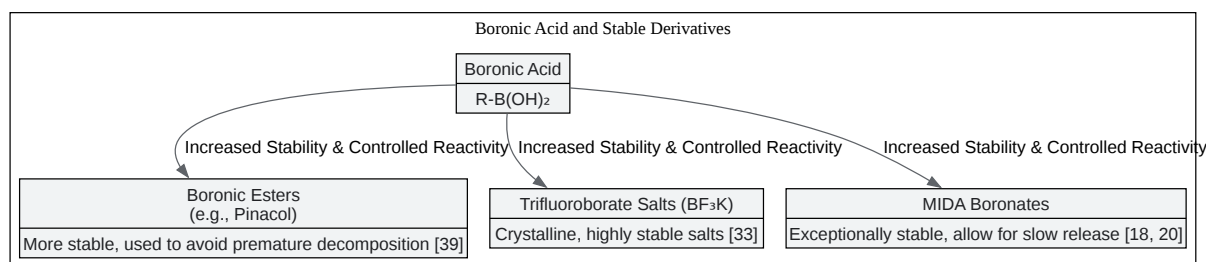 Boronic Acid and Stable Derivatives
Boronic Acid
R-B(OH)₂
Increased Stability & Controlled Reactivity
Increased Stability & Controlled Reactivity
Increased Stability & Controlled Reactivity
Boronic Esters
(e.g., Pinacol)
More stable, used to avoid premature decomposition [39]
Trifluoroborate Salts (BF₃K)
Crystalline, highly stable salts [33]
MIDA Boronates
Exceptionally stable, allow for slow release [18, 20]